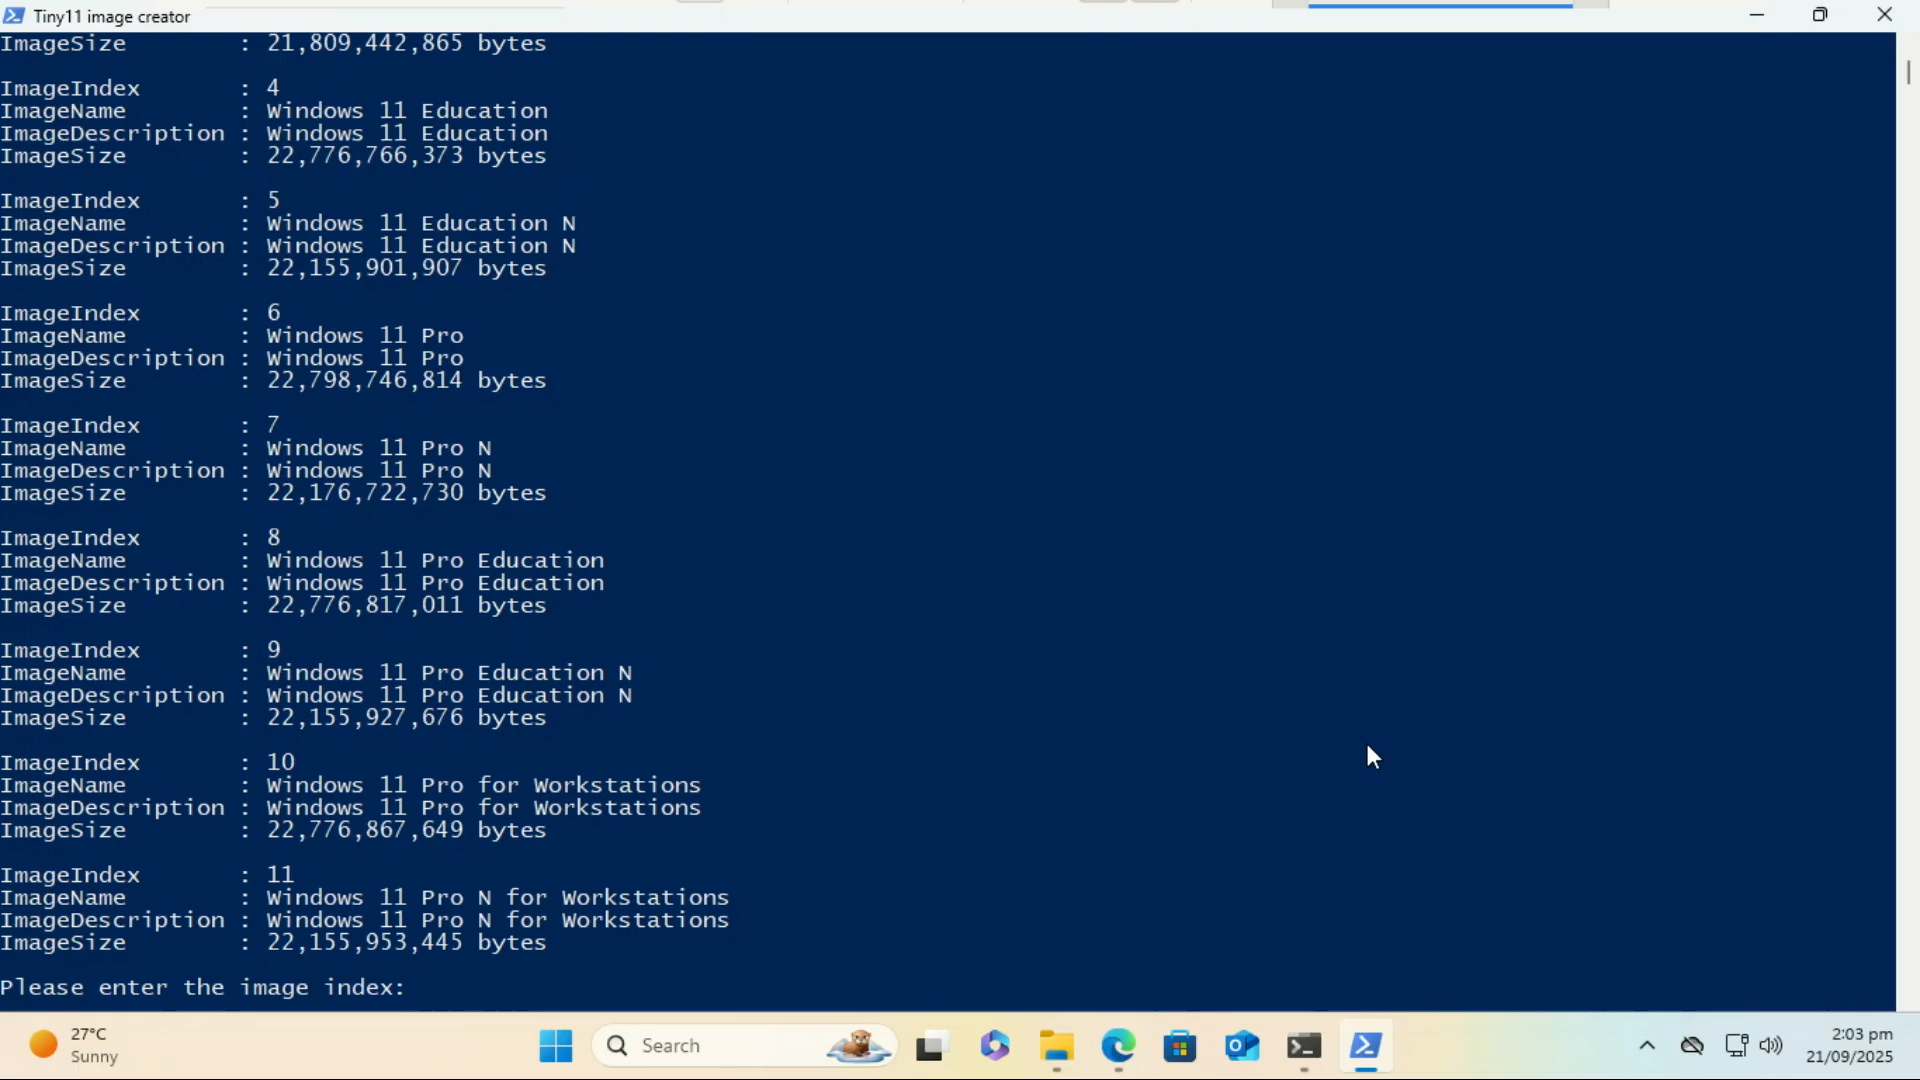 Tiny11 image creator
ImageSize : 21,809,442,865 bytes
ImageIndex : 4
ImageName : Windows 11 Education
ImageDescription : Windows 11 Education
ImageSize : 22,776,766,373 bytes
ImageIndex : 5
ImageName : Windows 11 Education N
ImageDescription : Windows 11 Education N
ImageSize : 22,155,901,907 bytes
ImageIndex : 6
ImageName : Windows 11 Pro
ImageDescription : Windows 11 Pro
ImageSize : 22,798,746,814 bytes
ImageIndex : 7
ImageName : Windows 11 Pro N
ImageDescription : Windows 11 Pro N
ImageSize : 22,176,722,730 bytes
ImageIndex : 8
ImageName : Windows 11 Pro Education
ImageDescription : Windows 11 Pro Education
ImageSize : 22,776,817,011 bytes
ImageIndex : 9
ImageName : Windows 11 Pro Education N
ImageDescription : Windows 11 Pro Education N
ImageSize : 22,155,927,676 bytes
ImageIndex : 10
ImageName : Windows 11 Pro for Workstations
ImageDescription : Windows 11 Pro for Workstations
ImageSize : 22,776,867,649 bytes
ImageIndex : 11
ImageName : Windows 11 Pro N for Workstations
ImageDescription : Windows 11 Pro N for Workstations
ImageSize : 22,155,953,445 bytes
Please enter the image index:
27°C
Sunny
Search
2:03 pm
21/09/2025